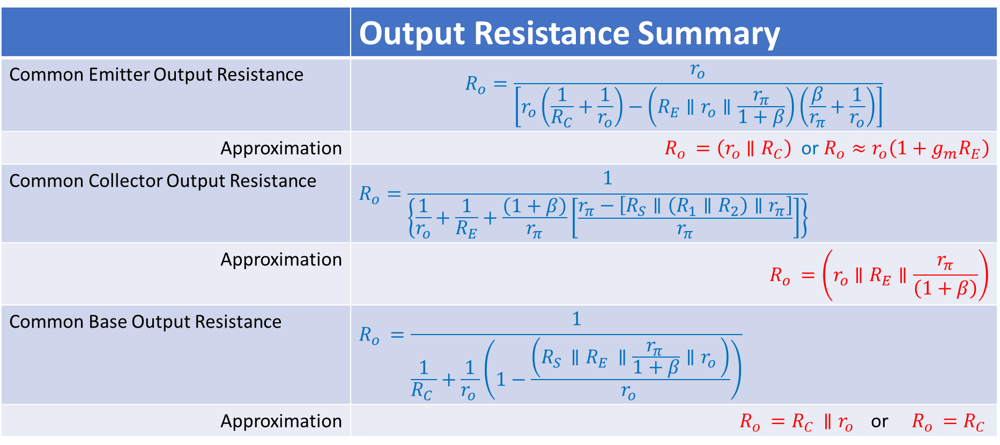 Output Resistance Summary
Common Emitter Output Resistance
R_o = \frac{r_o}{\left[r_o\left(\frac{1}{R_C}+\frac{1}{r_o}\right)-\left(R_E \parallel r_o \parallel \frac{r_\pi}{1+\beta}\right)\left(\frac{\beta}{r_\pi}+\frac{1}{r_o}\right)\right]}
Approximation
R_o = (r_o \parallel R_C) or R_o ≈ r_o(1 + g_m R_E)
Common Collector Output Resistance
R_o = \frac{1}{\left\{\frac{1}{r_o}+\frac{1}{R_E}+\frac{(1+\beta)}{r_\pi}\left[\frac{r_\pi-[R_S \parallel (R_1 \parallel R_2) \parallel r_\pi]}{r_\pi}\right]\right\}}
Approximation
R_o = \left(r_o \parallel R_E \parallel \frac{r_\pi}{(1+\beta)}\right)
Common Base Output Resistance
R_o = \frac{1}{\frac{1}{R_C}+\frac{1}{r_o}\left(1-\frac{\left(R_S \parallel R_E \parallel \frac{r_\pi}{1+\beta} \parallel r_o\right)}{r_o}\right)}
Approximation
R_o = R_C \parallel r_o or R_o = R_C